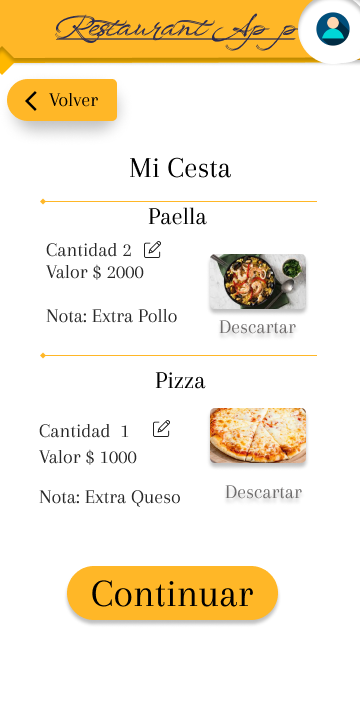 Restaurant App
Volver
Mi Cesta
Paella
Cantidad 2
Valor $ 2000
Nota: Extra Pollo
Descartar
Pizza
Cantidad 1
Valor $ 1000
Nota: Extra Queso
Descartar
Continuar